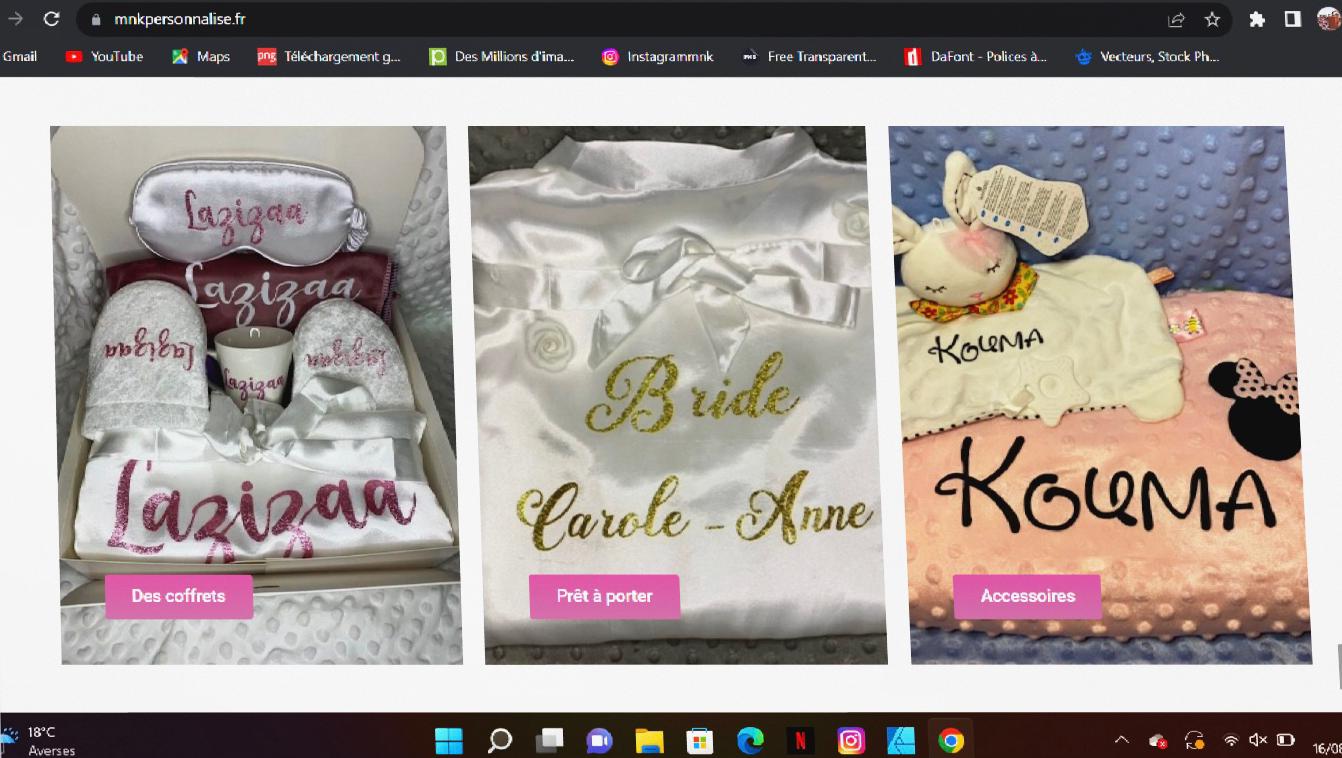 mnkpersonnalise.fr
Gmail
YouTube
Maps
png
Téléchargement g...
Des Millions d'ima...
Instagrammnk
Free Transparent...
DaFont - Polices à...
Vecteurs, Stock Ph...
Lazizaa
Lazizaa
Lazizaa
Lazizaa
Lazizaa
Lazizaa
Des coffrets
Bride
Carole - Anne
Prêt à porter
KOUMA
KOUMA
Accessoires
18°C
Averses
16/08